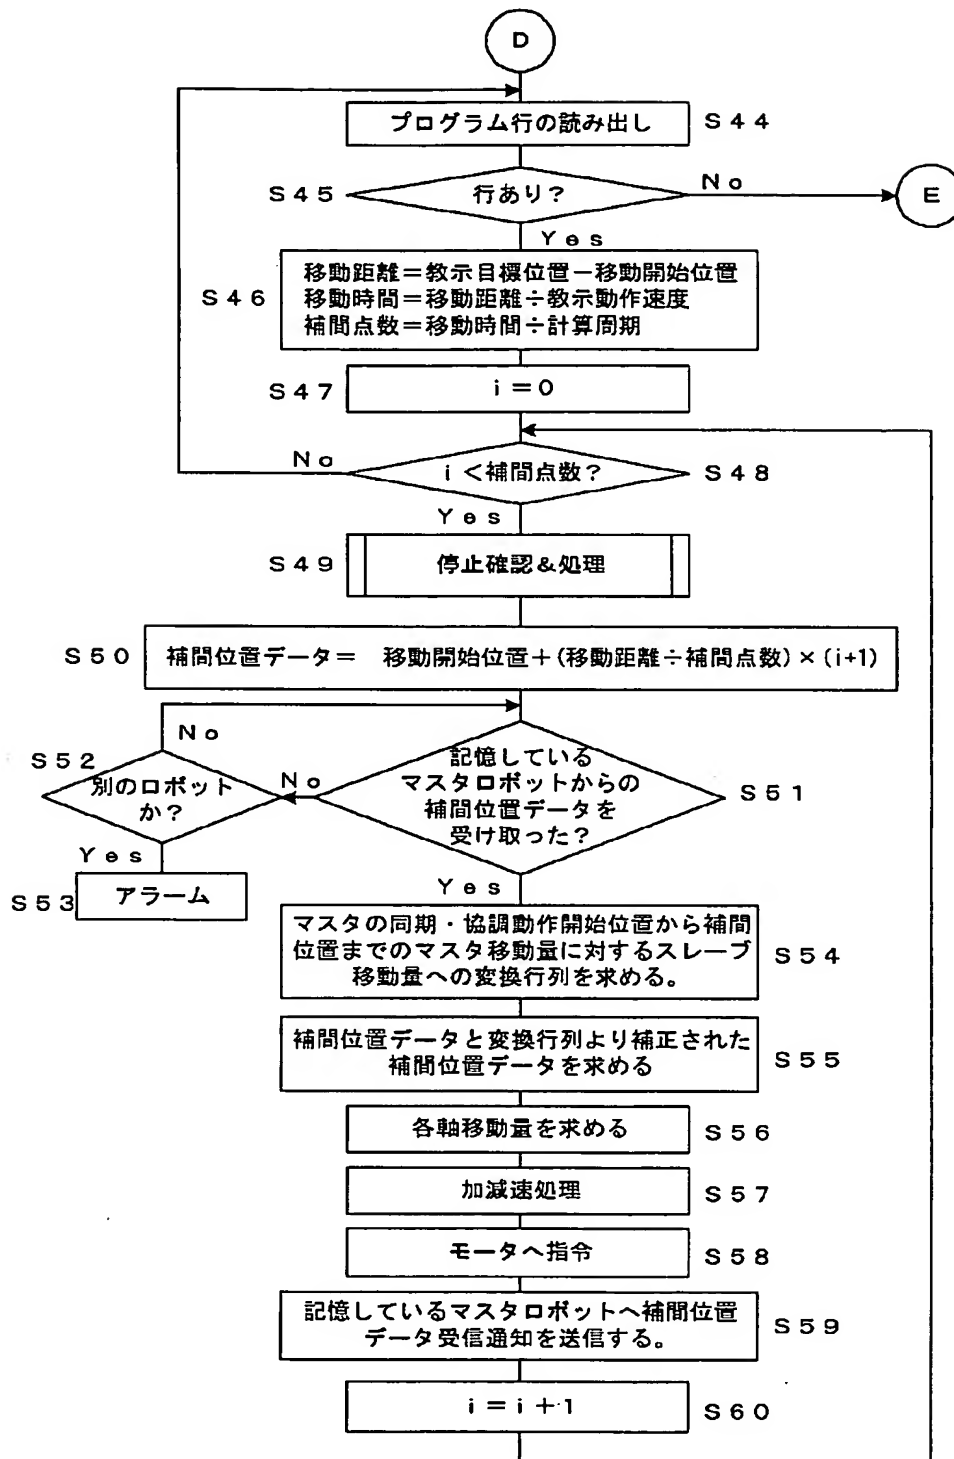 D
プログラム行の読み出し
S44
S45
行あり?
No
E
Yes
S46
移動距離=教示目標位置-移動開始位置
移動時間=移動距離÷教示動作速度
補間点数=移動時間÷計算周期
S47
i=0
No
i<補間点数?
S48
Yes
S49
停止確認&処理
S50
補間位置データ= 移動開始位置+(移動距離÷補間点数)×(i+1)
No
S52
別のロボット
か?
No
記憶している
マスタロボットからの
補間位置データを
受け取った?
S51
Yes
S53
アラーム
Yes
マスタの同期・協調動作開始位置から補間
位置までのマスタ移動量に対するスレーブ
移動量への変換行列を求める。
S54
補間位置データと変換行列より補正された
補間位置データを求める
S55
各軸移動量を求める
S56
加減速処理
S57
モータへ指令
S58
記憶しているマスタロボットへ補間位置
データ受信通知を送信する。
S59
i=i+1
S60